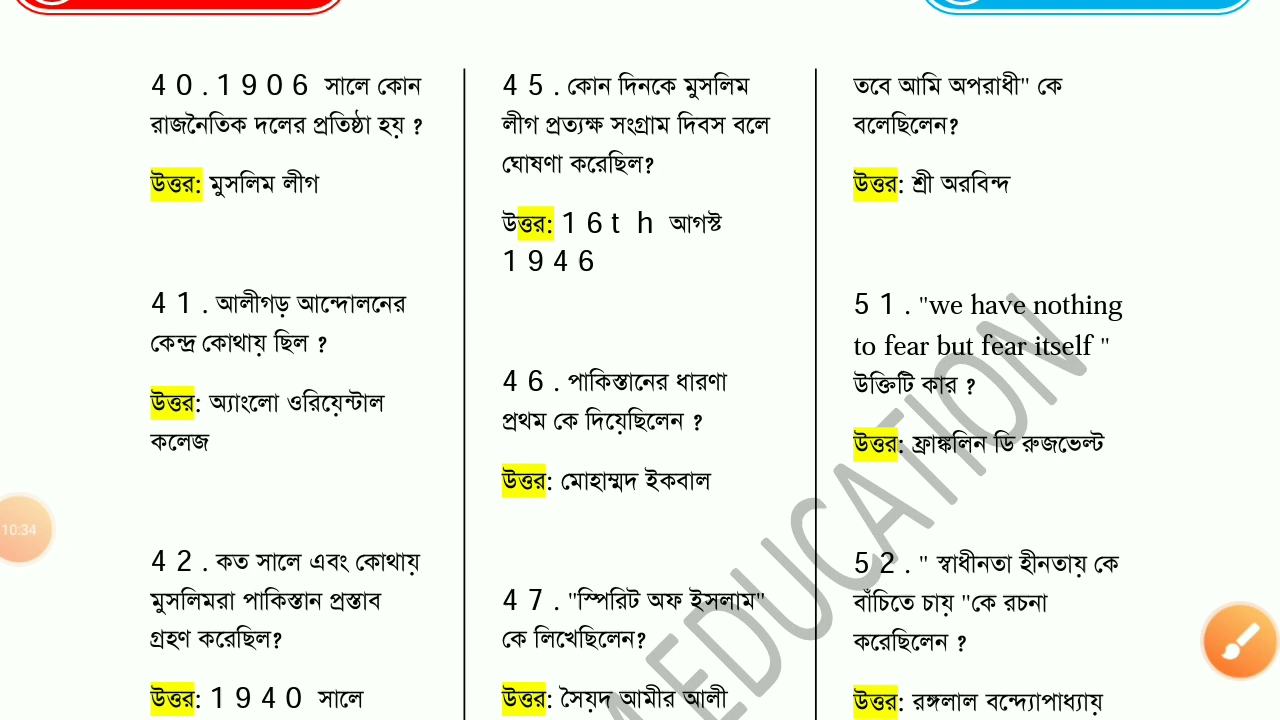 40.1906 সালে কোন
রাজনৈতিক দলের প্রতিষ্ঠা হয় ?
উত্তর: মুসলিম লীগ
41.আলীগড় আন্দোলনের
কেন্দ্র কোথায় ছিল ?
উত্তর: অ্যাংলো ওরিয়েন্টাল
কলেজ
42.কত সালে এবং কোথায়
মুসলিমরা পাকিস্তান প্রস্তাব
গ্রহণ করেছিল?
উত্তর: 1940 সালে
45.কোন দিনকে মুসলিম
লীগ প্রত্যক্ষ সংগ্রাম দিবস বলে
ঘোষণা করেছিল?
উত্তর: 16th আগস্ট
1946
46.পাকিস্তানের ধারণা
প্রথম কে দিয়েছিলেন ?
উত্তর: মোহাম্মদ ইকবাল
47."স্পিরিট অফ ইসলাম"
কে লিখেছিলেন?
উত্তর: সৈয়দ আমীর আলী
তবে আমি অপরাধী" কে
বলেছিলেন?
উত্তর: শ্রী অরবিন্দ
51."we have nothing
to fear but fear itself "
উক্তিটি কার ?
উত্তর: ফ্রাঙ্কলিন ডি রুজভেল্ট
52." স্বাধীনতা হীনতায় কে
বাঁচিতে চায় "কে রচনা
করেছিলেন ?
উত্তর: রঙ্গলাল বন্দ্যোপাধ্যায়
EDUCATION
10:34